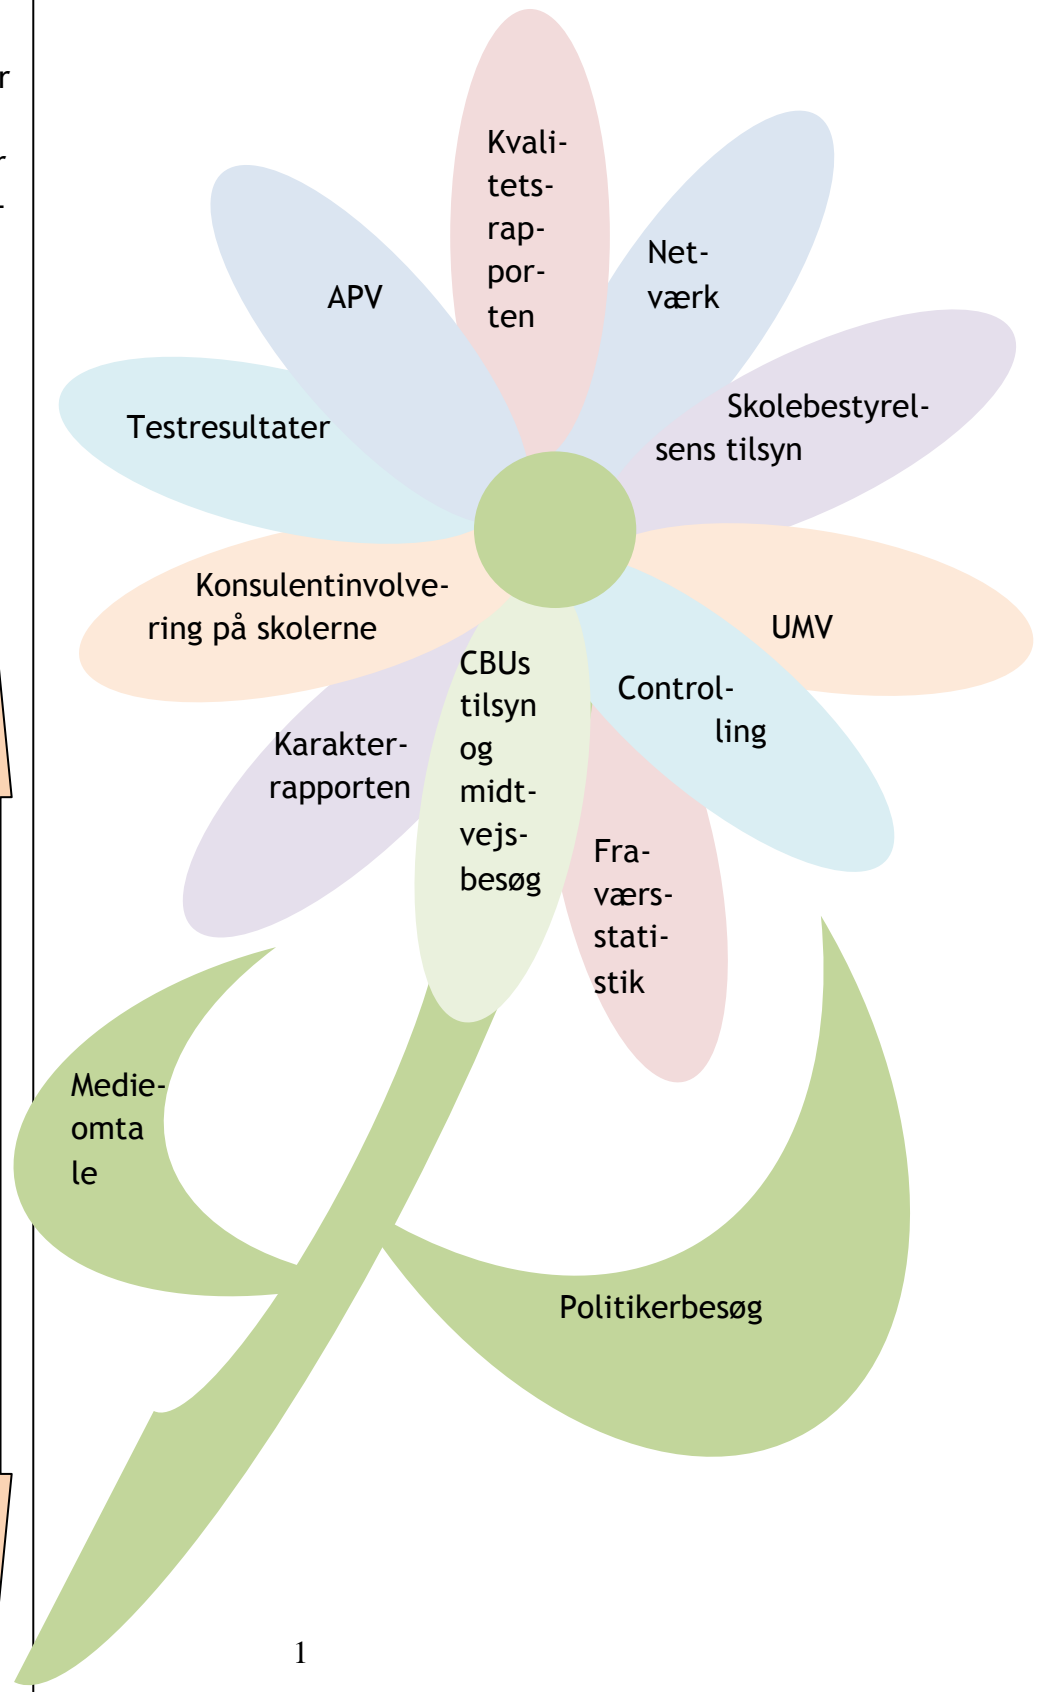 r
r
-
Kvali-
tets-
rap-
por-
ten
Net-
værk
APV
Skolebestyrel-
sens tilsyn
Testresultater
Konsulentinvolve-
ring på skolerne
UMV
CBUs
tilsyn
og
midt-
vejs-
besøg
Control-
ling
Karakter-
rapporten
Fra-
værs-
stati-
stik
Medie-
omta
le
Politikerbesøg
1